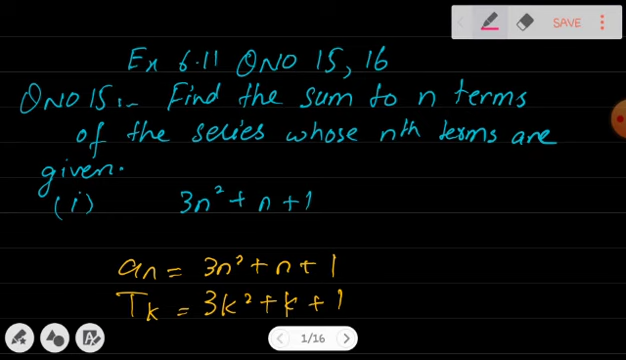 SAVE
Ex 6.11 QNO 15, 16
QNO 15:- Find the sum to n terms
of the series whose nth terms are
given.
(i) 3n² + n + 1
an = 3n² + n + 1
Tk = 3k² + k + 1
1/16